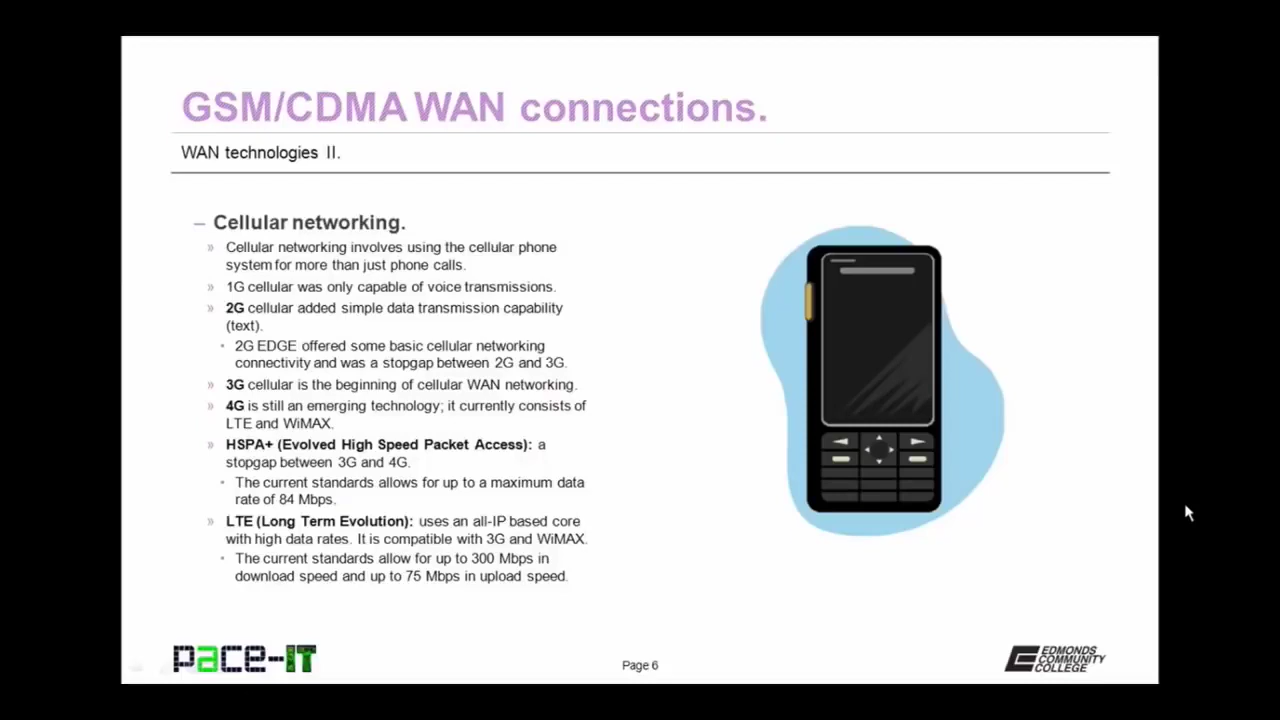 GSM/CDMA WAN connections.
WAN technologies II.
– Cellular networking.
» Cellular networking involves using the cellular phone
system for more than just phone calls.
» 1G cellular was only capable of voice transmissions.
» 2G cellular added simple data transmission capability
(text).
• 2G EDGE offered some basic cellular networking
connectivity and was a stopgap between 2G and 3G.
» 3G cellular is the beginning of cellular WAN networking.
» 4G is still an emerging technology; it currently consists of
LTE and WiMAX.
» HSPA+ (Evolved High Speed Packet Access): a
stopgap between 3G and 4G.
• The current standards allows for up to a maximum data
rate of 84 Mbps.
» LTE (Long Term Evolution): uses an all-IP based core
with high data rates. It is compatible with 3G and WiMAX.
• The current standards allow for up to 300 Mbps in
download speed and up to 75 Mbps in upload speed.
pace-IT
Page 6
EDMONDS
COMMUNITY
COLLEGE